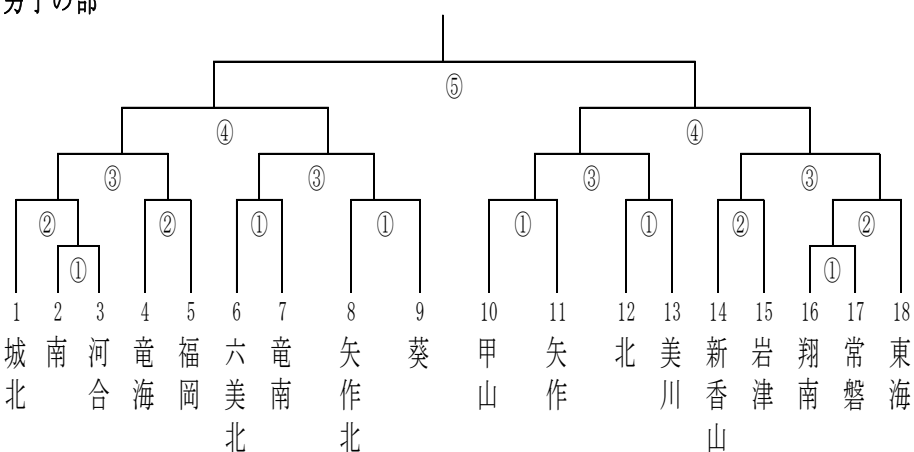 男子の部
⑤
④ ④
③ ③ ③ ③
② ② ① ① ① ① ② ②
① ①
1 2 3 4 5 6 7 8 9 10 11 12 13 14 15 16 17 18
城北 南 河合 竜海 福岡 六美北 竜南 矢作北 葵 甲山 矢作 北 美川 新香山 岩津 翔南 常磐 東海